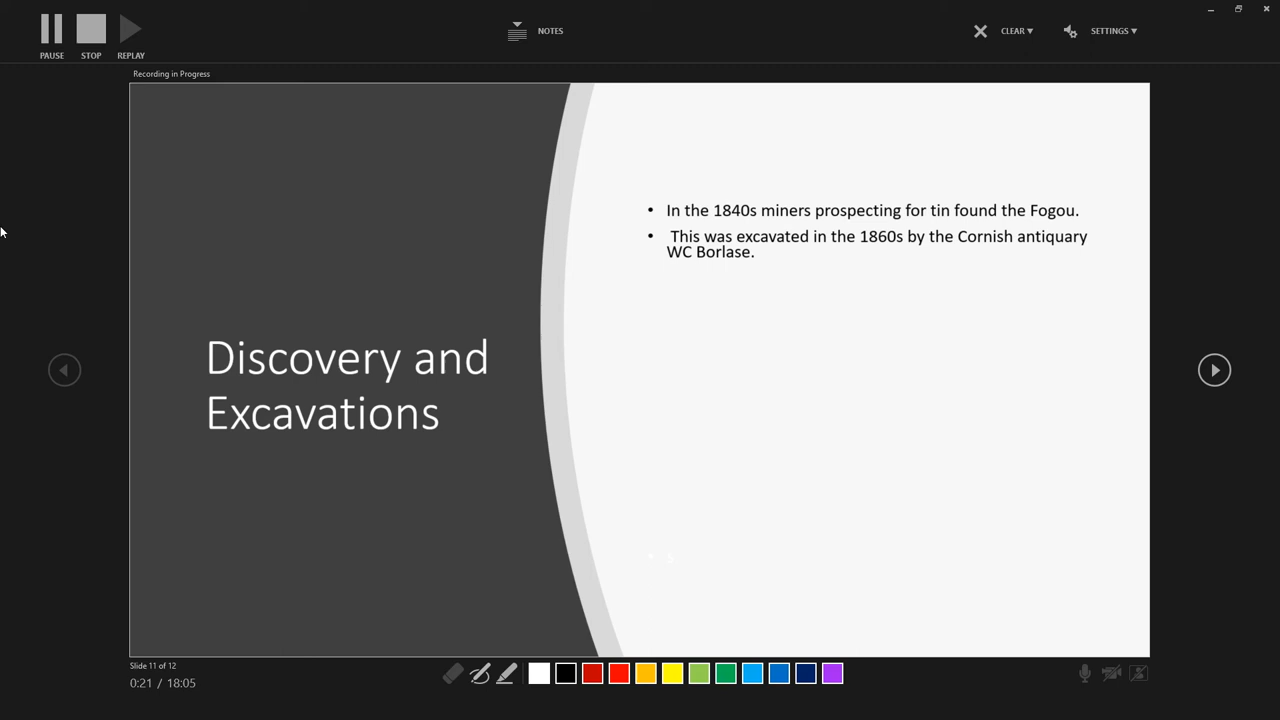 PAUSE
STOP
REPLAY
NOTES
CLEAR
SETTINGS
Recording in Progress
• In the 1840s miners prospecting for tin found the Fogou.
• This was excavated in the 1860s by the Cornish antiquary
WC Borlase.
Discovery and
Excavations
Slide 11 of 12
0:21 / 18:05